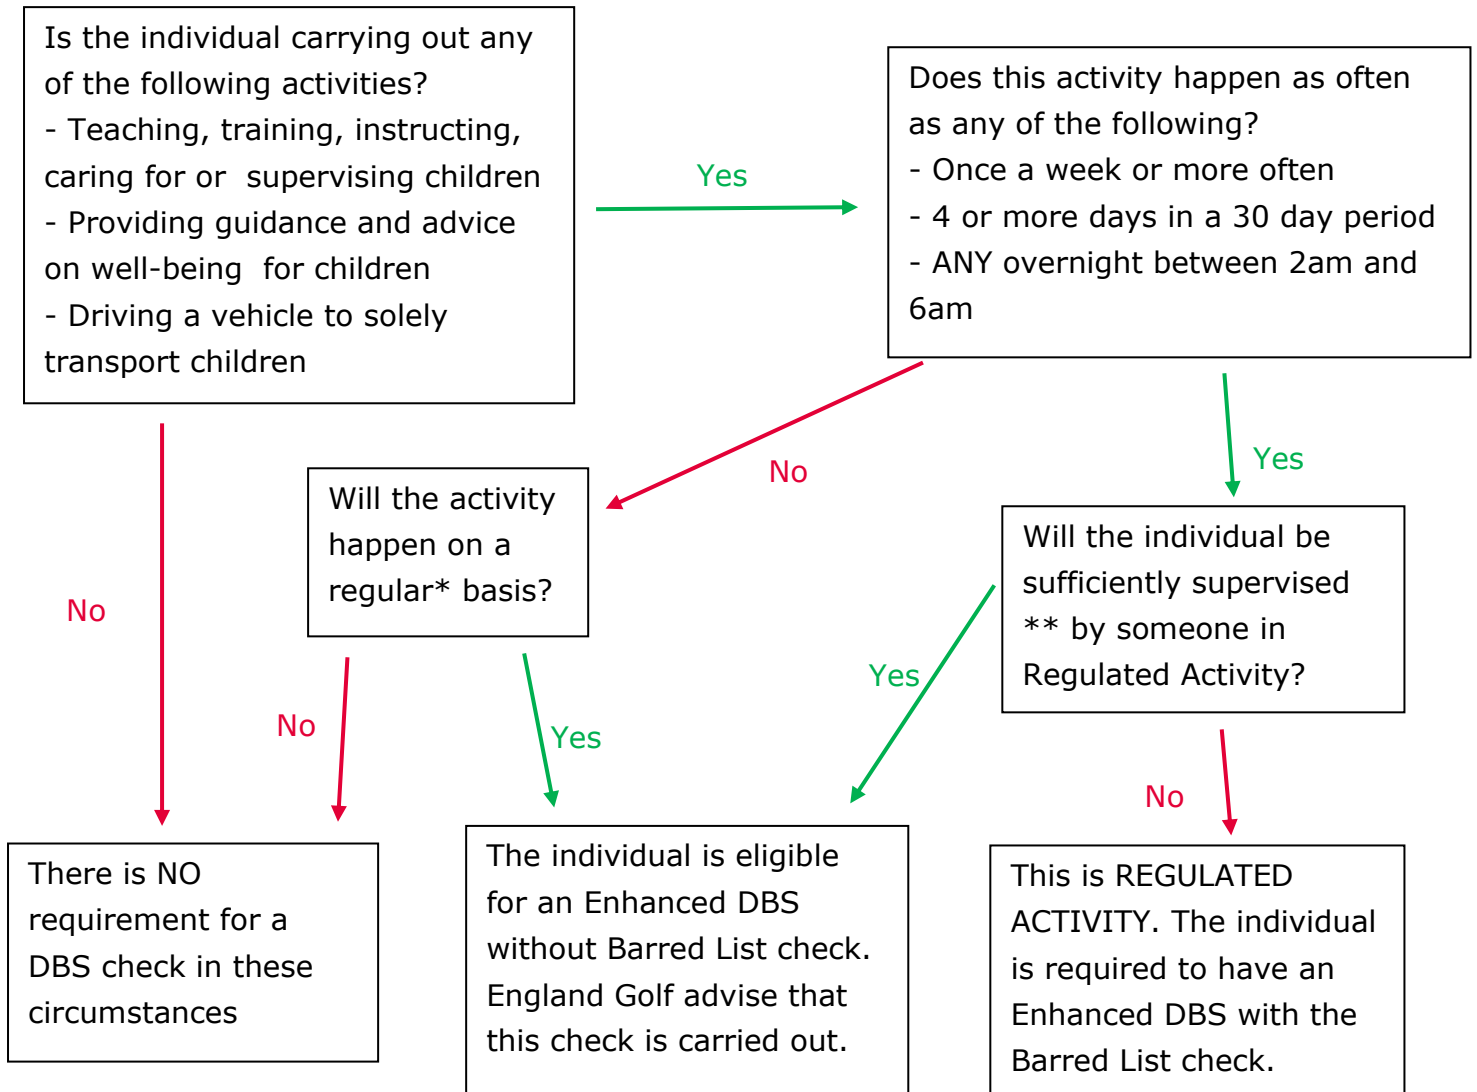 Is the individual carrying out any
of the following activities?
- Teaching, training, instructing,
caring for or  supervising children
- Providing guidance and advice
on well-being  for children
- Driving a vehicle to solely
transport children
Yes
Does this activity happen as often
as any of the following?
- Once a week or more often
- 4 or more days in a 30 day period
- ANY overnight between 2am and
6am
No
No
Yes
Will the activity
happen on a
regular* basis?
Will the individual be
sufficiently supervised
** by someone in
Regulated Activity?
No
Yes
Yes
No
There is NO
requirement for a
DBS check in these
circumstances
The individual is eligible
for an Enhanced DBS
without Barred List check.
England Golf advise that
this check is carried out.
This is REGULATED
ACTIVITY. The individual
is required to have an
Enhanced DBS with the
Barred List check.